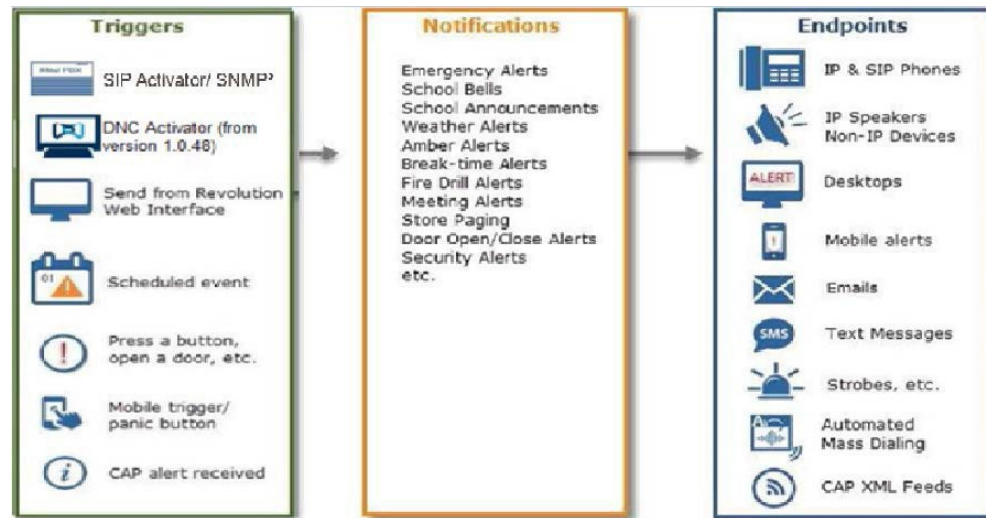 Triggers
SIP Activator/ SNMP³
DNC Activator (from
version 1.0.48)
Send from Revolution
Web Interface
01
Scheduled event
Press a button,
open a door, etc.
Mobile trigger/
panic button
CAP alert received
Notifications
Emergency Alerts
School Bells
School Announcements
Weather Alerts
Amber Alerts
Break-time Alerts
Fire Drill Alerts
Meeting Alerts
Store Paging
Door Open/Close Alerts
Security Alerts
etc.
Endpoints
IP & SIP Phones
IP Speakers
Non-IP Devices
ALERT!
Desktops
Mobile alerts
Emails
SMS
Text Messages
Strobes, etc.
Automated
Mass Dialing
CAP XML Feeds